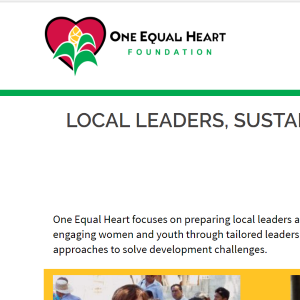 One Equal Heart
FOUNDATION
LOCAL LEADERS,
One Equal Heart focuses on preparing local leaders
engaging women and youth through tailored leaders
approaches to solve development challenges.